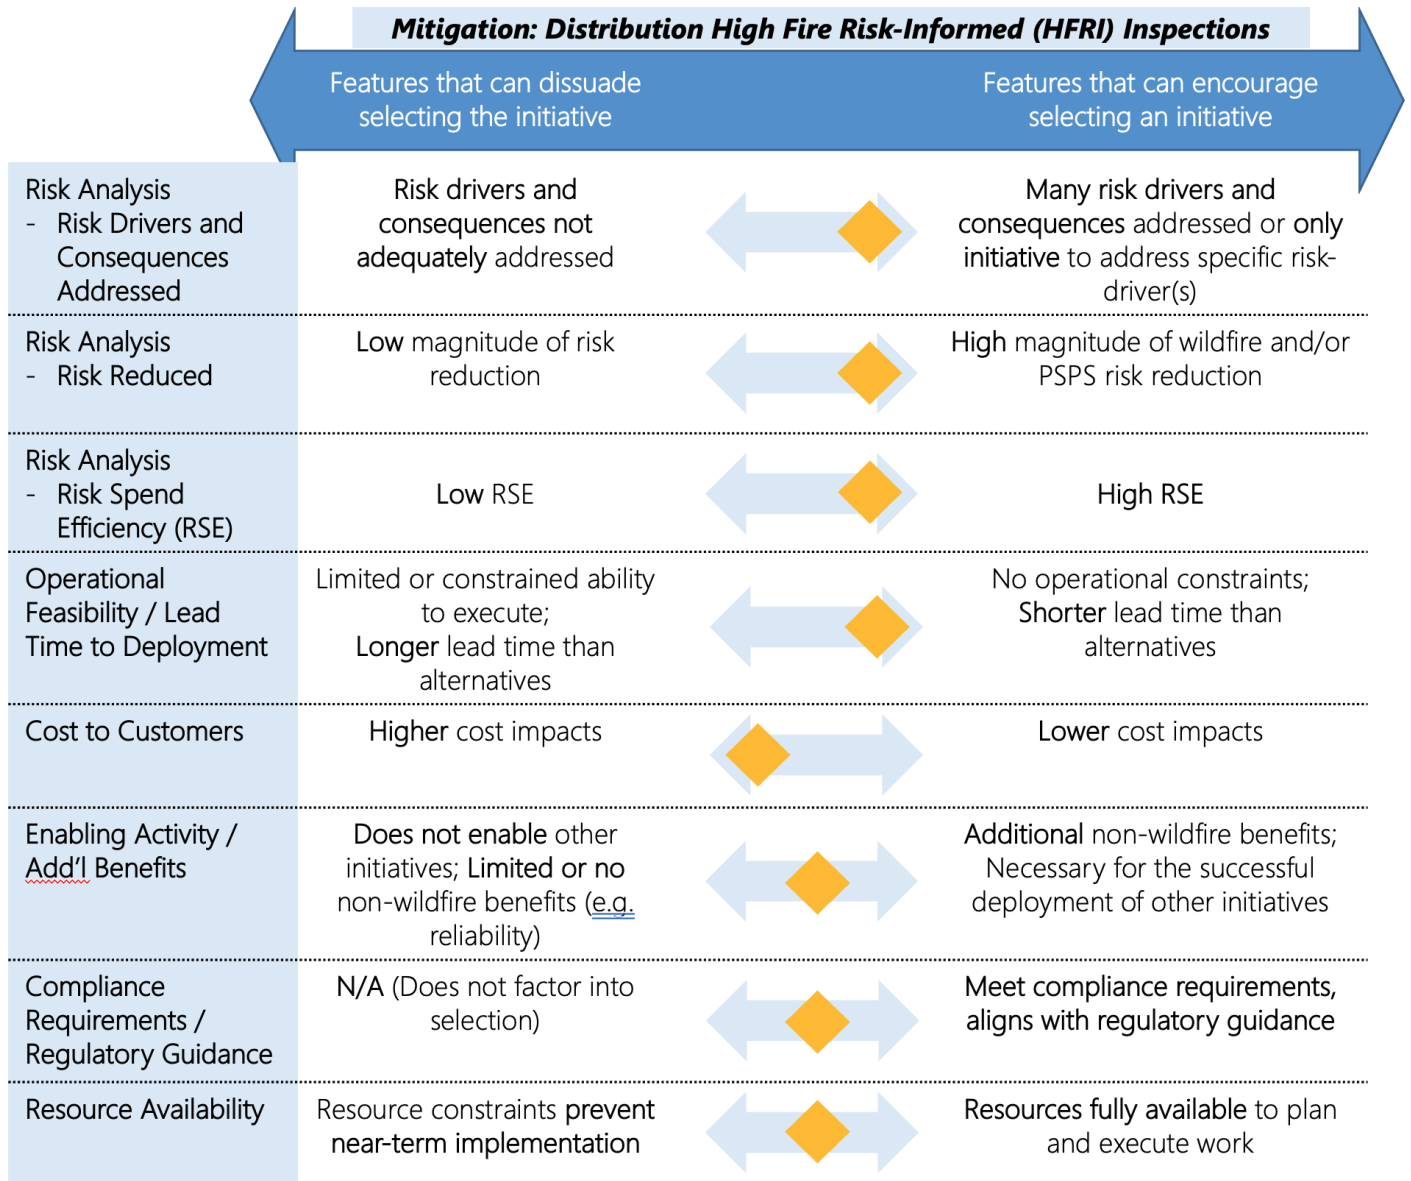 Mitigation: Distribution High Fire Risk-Informed (HFRI) Inspections
Features that can dissuade
selecting the initiative
Features that can encourage
selecting an initiative
Risk Analysis
- Risk Drivers and
Consequences
Addressed
Risk drivers and
consequences not
adequately addressed
Many risk drivers and
consequences addressed or only
initiative to address specific risk-
driver(s)
Risk Analysis
- Risk Reduced
Low magnitude of risk
reduction
High magnitude of wildfire and/or
PSPS risk reduction
Risk Analysis
- Risk Spend
Efficiency (RSE)
Low RSE
High RSE
Operational
Feasibility / Lead
Time to Deployment
Limited or constrained ability
to execute;
Longer lead time than
alternatives
No operational constraints;
Shorter lead time than
alternatives
Cost to Customers
Higher cost impacts
Lower cost impacts
Enabling Activity /
Add’l Benefits
Does not enable other
initiatives; Limited or no
non-wildfire benefits (e.g.
reliability)
Additional non-wildfire benefits;
Necessary for the successful
deployment of other initiatives
Compliance
Requirements /
Regulatory Guidance
N/A (Does not factor into
selection)
Meet compliance requirements,
aligns with regulatory guidance
Resource Availability
Resource constraints prevent
near-term implementation
Resources fully available to plan
and execute work